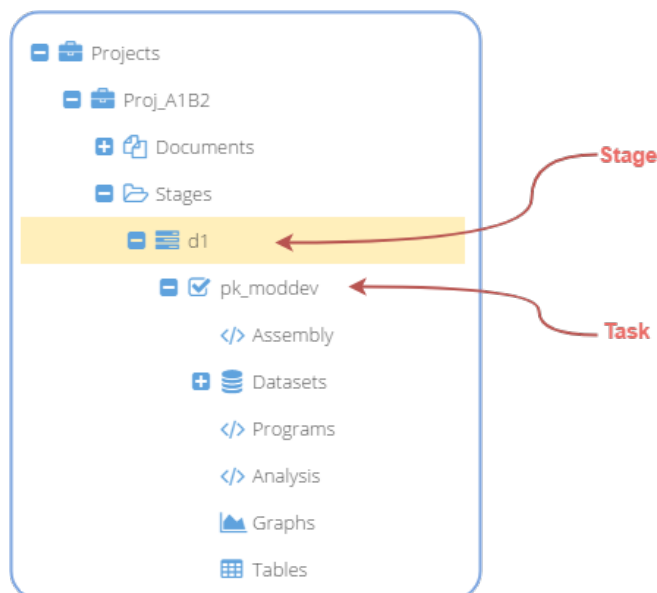 Projects
Proj_A1B2
Documents
Stage
Stages
d1
pk_moddev
Task
Assembly
Datasets
Programs
Analysis
Graphs
Tables